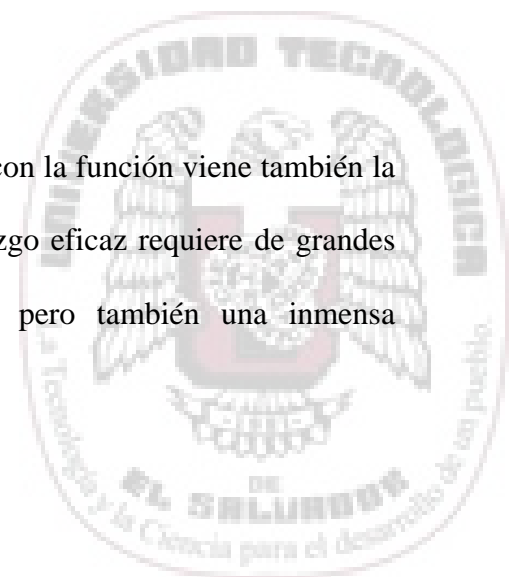 UNIVERSIDAD TECNOLOGICA
con la función viene también la
zgo eficaz requiere de grandes
pero también una inmensa
La Tecnología y la Ciencia para el desarrollo de un pueblo.
DE
EL SALVADOR